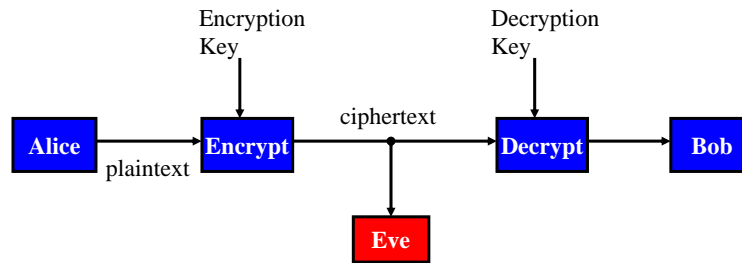 Encryption
Key
Decryption
Key
ciphertext
Alice
Encrypt
Decrypt
Bob
plaintext
Eve